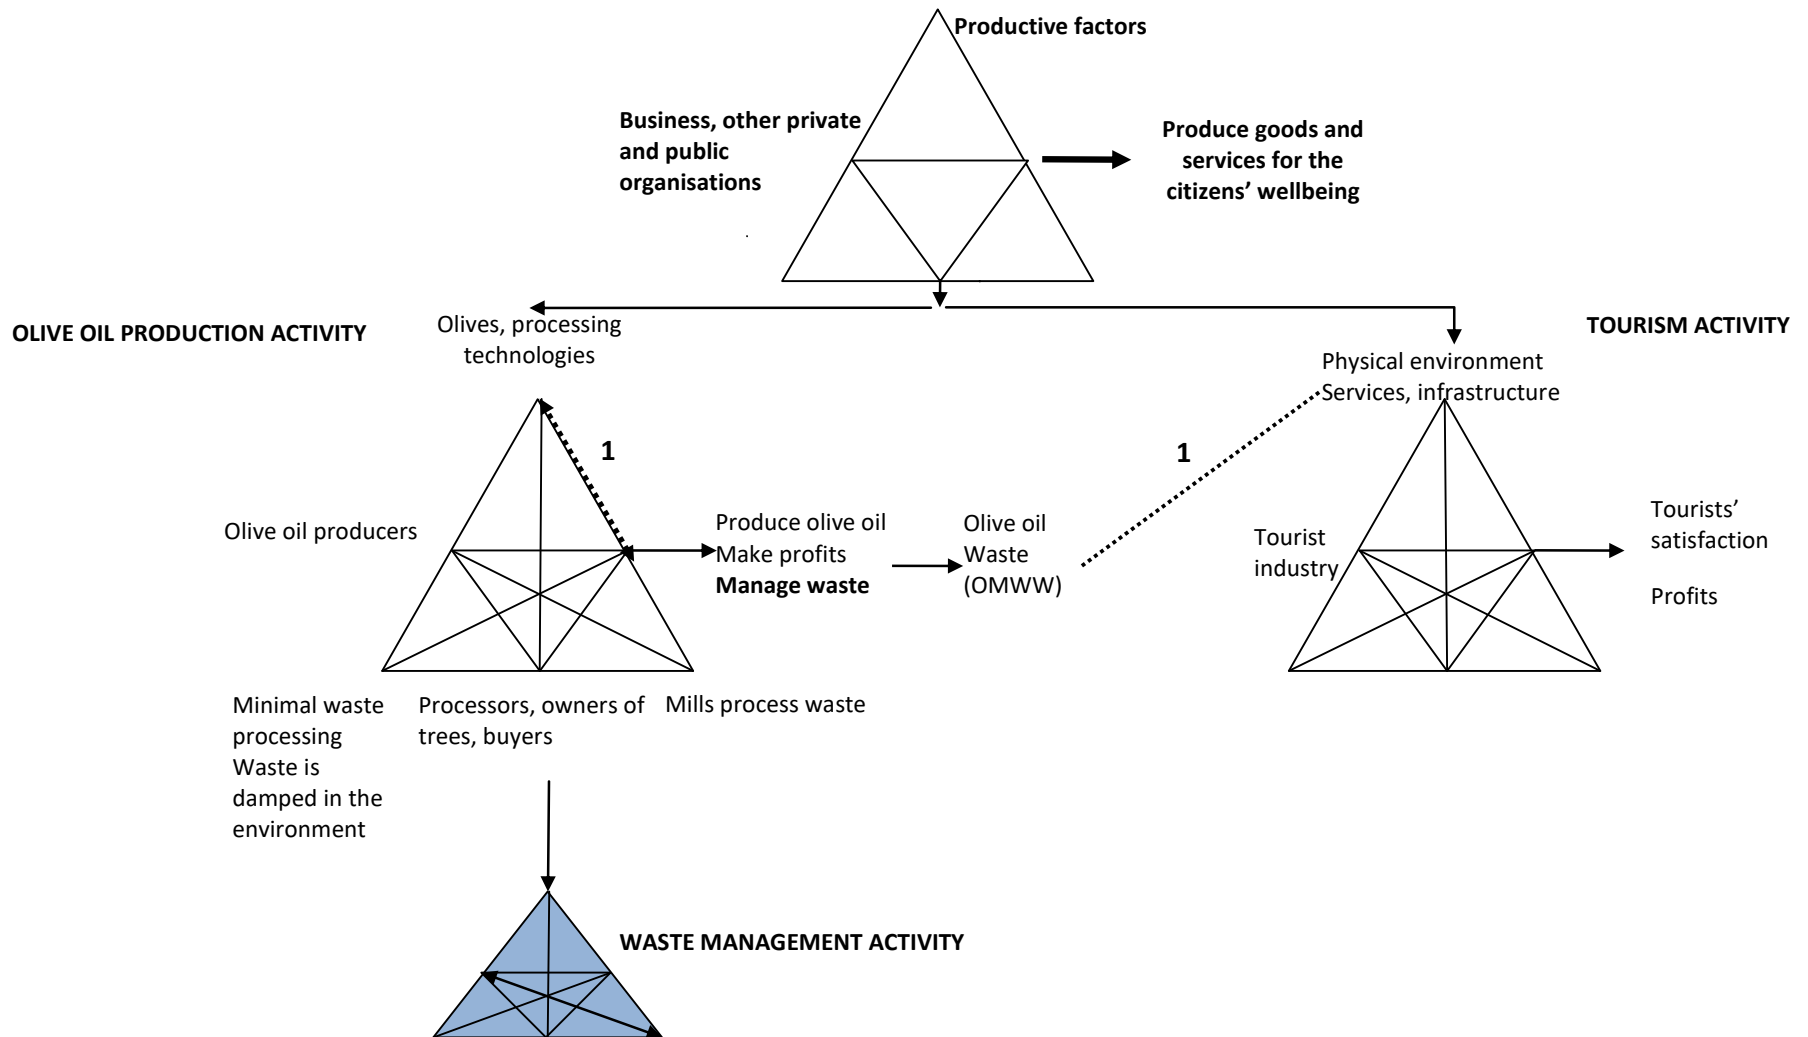 Productive factors
Business, other private
and public
organisations
Produce goods and
services for the
citizens’ wellbeing
OLIVE OIL PRODUCTION ACTIVITY
Olives, processing
technologies
TOURISM ACTIVITY
Physical environment
Services, infrastructure
1
1
Olive oil producers
Produce olive oil
Make profits
Manage waste
Olive oil
Waste
(OMWW)
Tourist
industry
Tourists’
satisfaction
Profits
Minimal waste
processing
Waste is
damped in the
environment
Processors, owners of
trees, buyers
Mills process waste
WASTE MANAGEMENT ACTIVITY